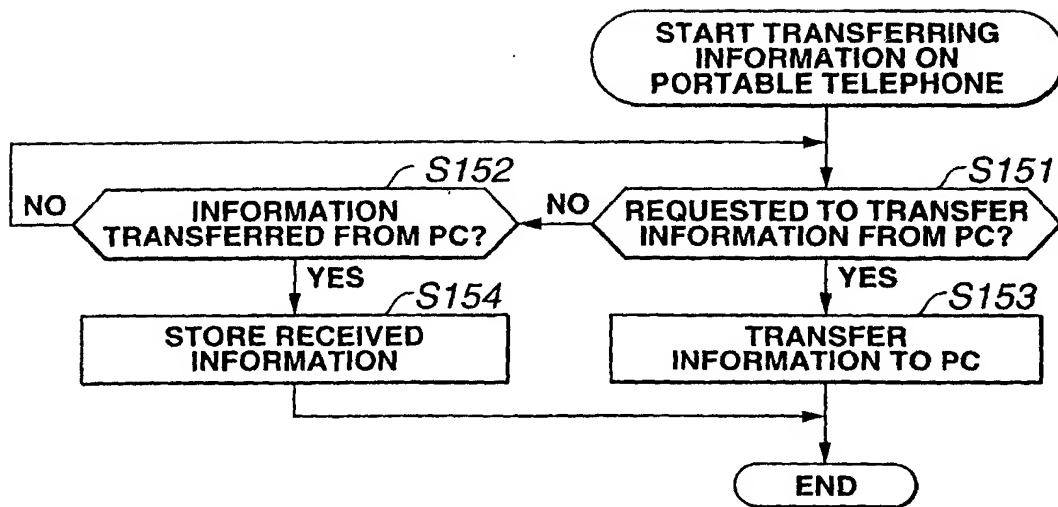 START TRANSFERRING
INFORMATION ON
PORTABLE TELEPHONE
S152
S151
NO
INFORMATION
TRANSFERRED FROM PC?
NO
REQUESTED TO TRANSFER
INFORMATION FROM PC?
YES
YES
S154
S153
STORE RECEIVED
INFORMATION
TRANSFER
INFORMATION TO PC
END